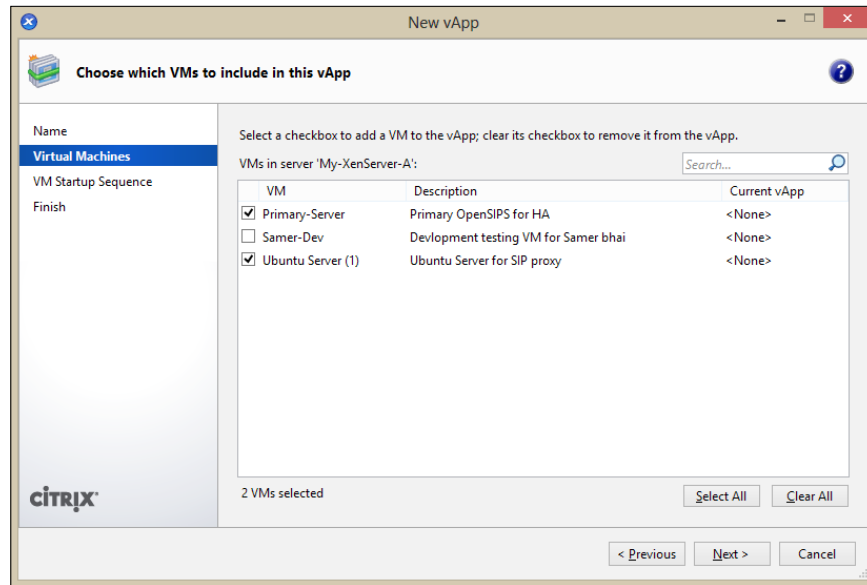 New vApp
Choose which VMs to include in this vApp
Name
Virtual Machines
VM Startup Sequence
Finish
Select a checkbox to add a VM to the vApp; clear its checkbox to remove it from the vApp.
VMs in server 'My-XenServer-A':
Search...
VM Description Current vApp
Primary-Server Primary OpenSIPS for HA <None>
Samer-Dev Devlopment testing VM for Samer bhai <None>
Ubuntu Server (1) Ubuntu Server for SIP proxy <None>
2 VMs selected
Select All Clear All
CİTRIX
< Previous Next > Cancel